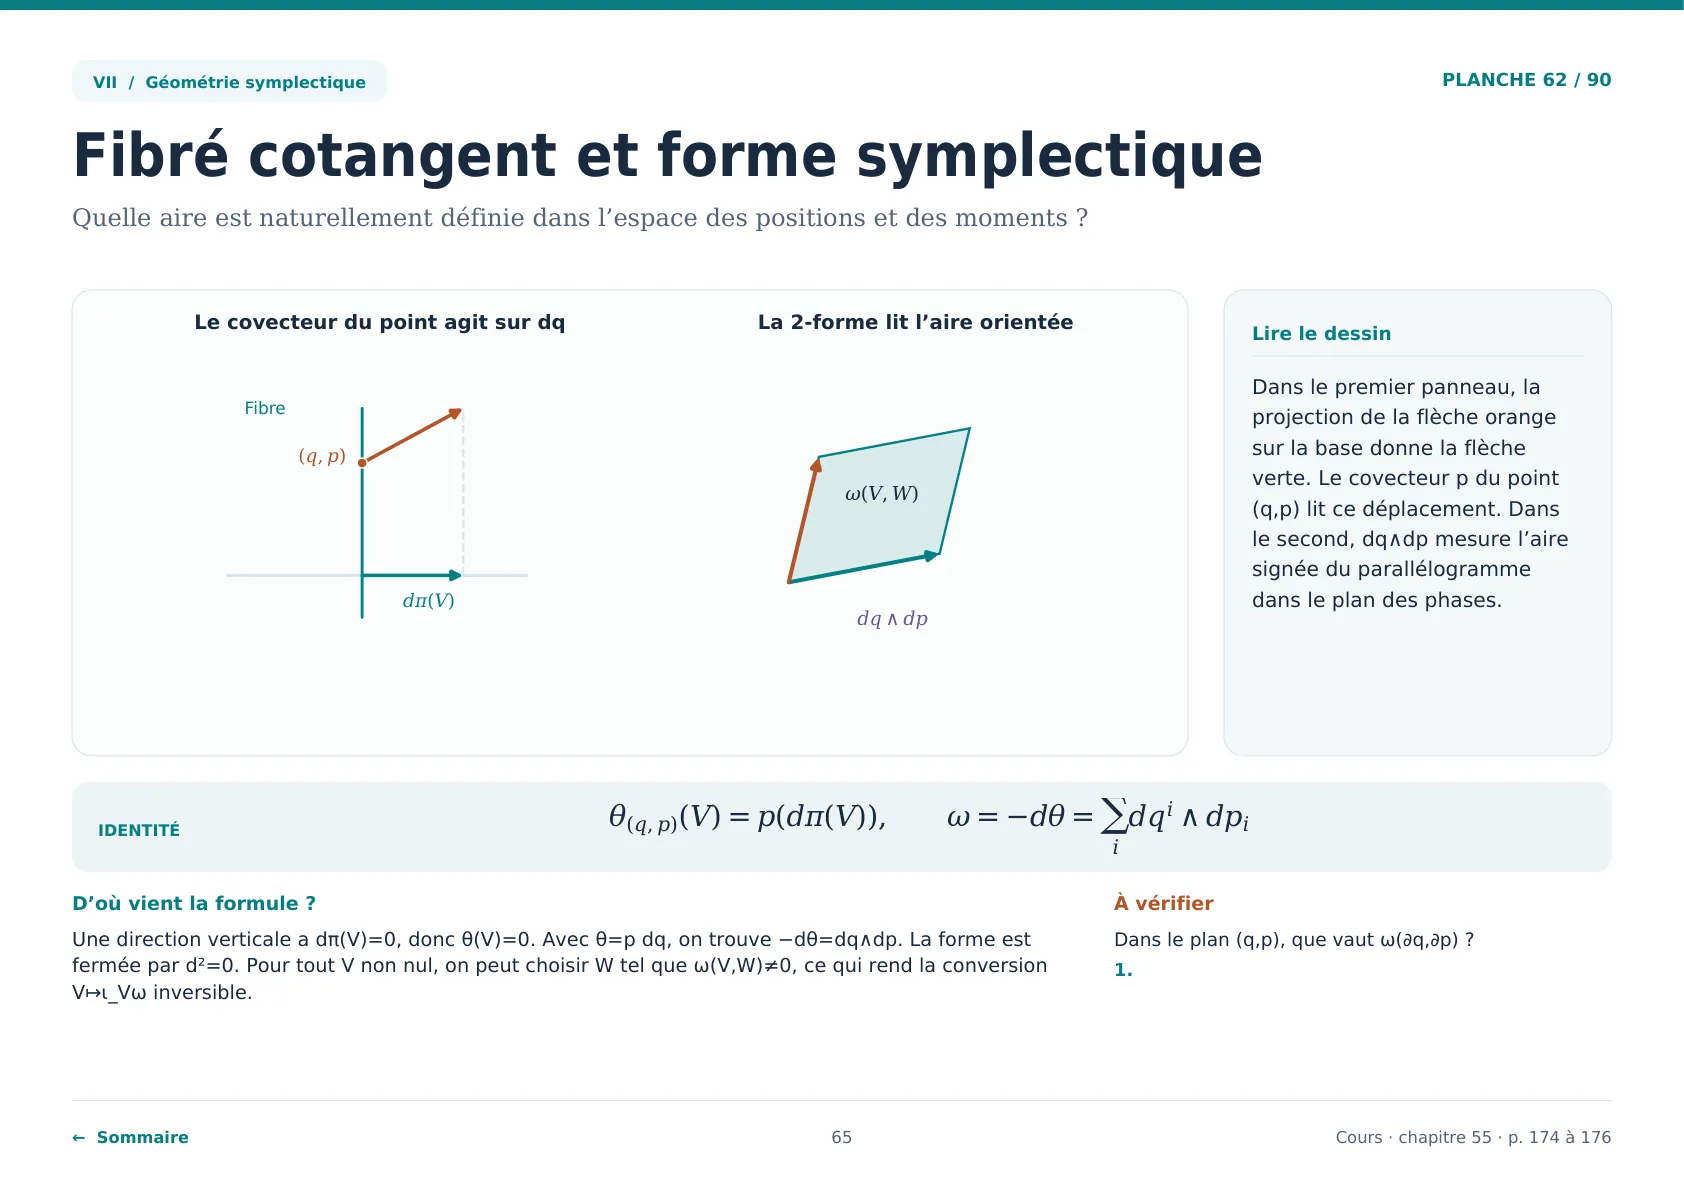 VII / Géométrie symplectique
PLANCHE 62 / 90
Fibré cotangent et forme symplectique
Quelle aire est naturellement définie dans l’espace des positions et des moments ?
Le covecteur du point agit sur dq
Fibre
(q, p)
dπ(V)
La 2-forme lit l’aire orientée
ω(V, W)
dq ∧ dp
Lire le dessin
Dans le premier panneau, la
projection de la flèche orange
sur la base donne la flèche
verte. Le covecteur p du point
(q,p) lit ce déplacement. Dans
le second, dq∧dp mesure l’aire
signée du parallélogramme
dans le plan des phases.
IDENTITÉ
θ_{(q, p)}(V) = p(dπ(V)), ω = −dθ = ∑_i dq^i ∧ dp_i
D’où vient la formule ?
Une direction verticale a dπ(V)=0, donc θ(V)=0. Avec θ=p dq, on trouve −dθ=dq∧dp. La forme est
fermée par d²=0. Pour tout V non nul, on peut choisir W tel que ω(V,W)≠0, ce qui rend la conversion
V↦ι_Vω inversible.
À vérifier
Dans le plan (q,p), que vaut ω(∂q,∂p) ?
1.
← Sommaire
65
Cours · chapitre 55 · p. 174 à 176